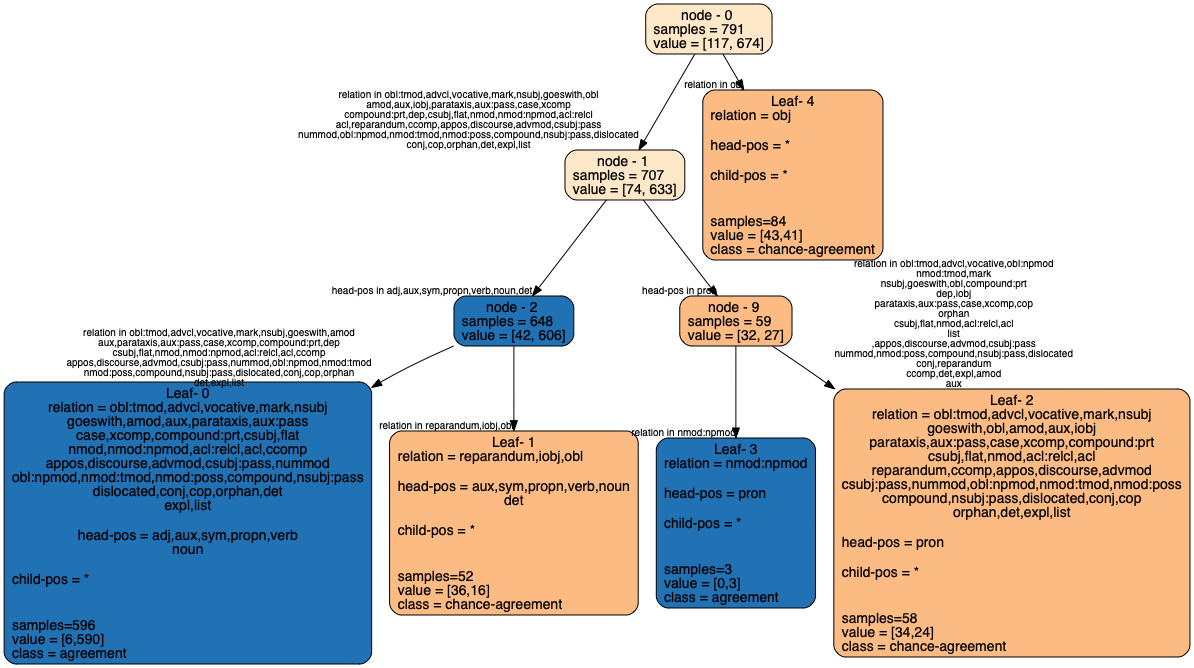 node - 0
samples = 791
value = [117, 674]
relation in obl:tmod,advcl,vocative,mark,nsubj,goeswith,obl
amod,aux,iobj,parataxis,aux:pass,case,xcomp
compound:prt,dep,csubj,flat,nmod,nmod:npmod,acl:relcl
acl,reparandum,ccomp,appos,discourse,advmod,csubj:pass
nummod,obl:npmod,nmod:tmod,nmod:poss,compound,nsubj:pass,dislocated
conj,cop,orphan,det,expl,list
relation in obj
Leaf- 4
relation = obj
head-pos = *
child-pos = *
samples=84
value = [43,41]
class = chance-agreement
node - 1
samples = 707
value = [74, 633]
head-pos in adj,aux,sym,propn,verb,noun,det
node - 2
samples = 648
value = [42, 606]
head-pos in pron
node - 9
samples = 59
value = [32, 27]
relation in obl:tmod,advcl,vocative,mark,nsubj,goeswith,amod
aux,parataxis,aux:pass,case,xcomp,compound:prt,dep
csubj,flat,nmod,nmod:npmod,acl:relcl,acl,ccomp
appos,discourse,advmod,csubj:pass,nummod,obl:npmod,nmod:tmod
nmod:poss,compound,nsubj:pass,dislocated,conj,cop,orphan
det,expl,list
Leaf- 0
relation = obl:tmod,advcl,vocative,mark,nsubj
goeswith,amod,aux,parataxis,aux:pass
case,xcomp,compound:prt,csubj,flat
nmod,nmod:npmod,acl:relcl,acl,ccomp
appos,discourse,advmod,csubj:pass,nummod
obl:npmod,nmod:tmod,nmod:poss,compound,nsubj:pass
dislocated,conj,cop,orphan,det
expl,list
head-pos = adj,aux,sym,propn,verb
noun
child-pos = *
samples=596
value = [6,590]
class = agreement
relation in reparandum,iobj,obl
Leaf- 1
relation = reparandum,iobj,obl
head-pos = aux,sym,propn,verb,noun
det
child-pos = *
samples=52
value = [36,16]
class = chance-agreement
relation in nmod:npmod
Leaf- 3
relation = nmod:npmod
head-pos = pron
child-pos = *
samples=3
value = [0,3]
class = agreement
relation in obl:tmod,advcl,vocative,obl:npmod
nmod:tmod,mark
nsubj,goeswith,obl,compound:prt
dep,iobj
parataxis,aux:pass,case,xcomp,cop
orphan
csubj,flat,nmod,acl:relcl,acl
list
,appos,discourse,advmod,csubj:pass
nummod,nmod:poss,compound,nsubj:pass,dislocated
conj,reparandum
ccomp,det,expl,amod
aux
Leaf- 2
relation = obl:tmod,advcl,vocative,mark,nsubj
goeswith,obl,amod,aux,iobj
parataxis,aux:pass,case,xcomp,compound:prt
csubj,flat,nmod,acl:relcl,acl
reparandum,ccomp,appos,discourse,advmod
csubj:pass,nummod,obl:npmod,nmod:tmod,nmod:poss
compound,nsubj:pass,dislocated,conj,cop
orphan,det,expl,list
head-pos = pron
child-pos = *
samples=58
value = [34,24]
class = chance-agreement